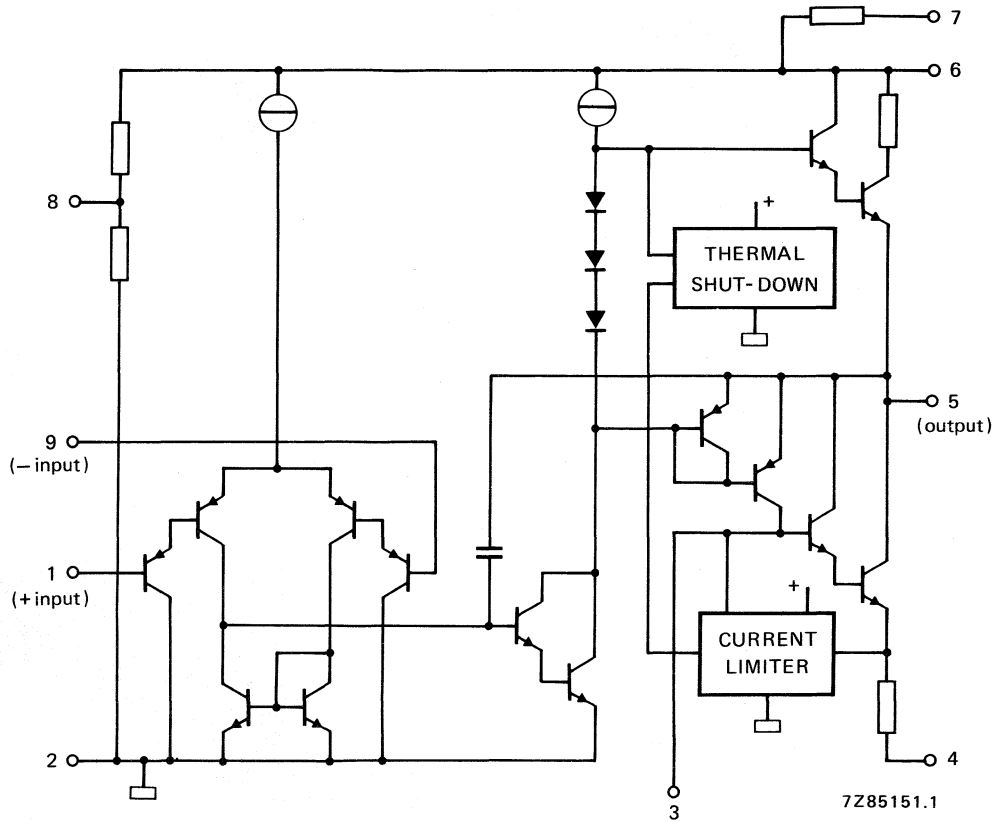 7
6
8
+
THERMAL
SHUT-DOWN
5
(output)
9
(−input)
1
(+input)
+
CURRENT
LIMITER
2
4
3
7Z85151.1